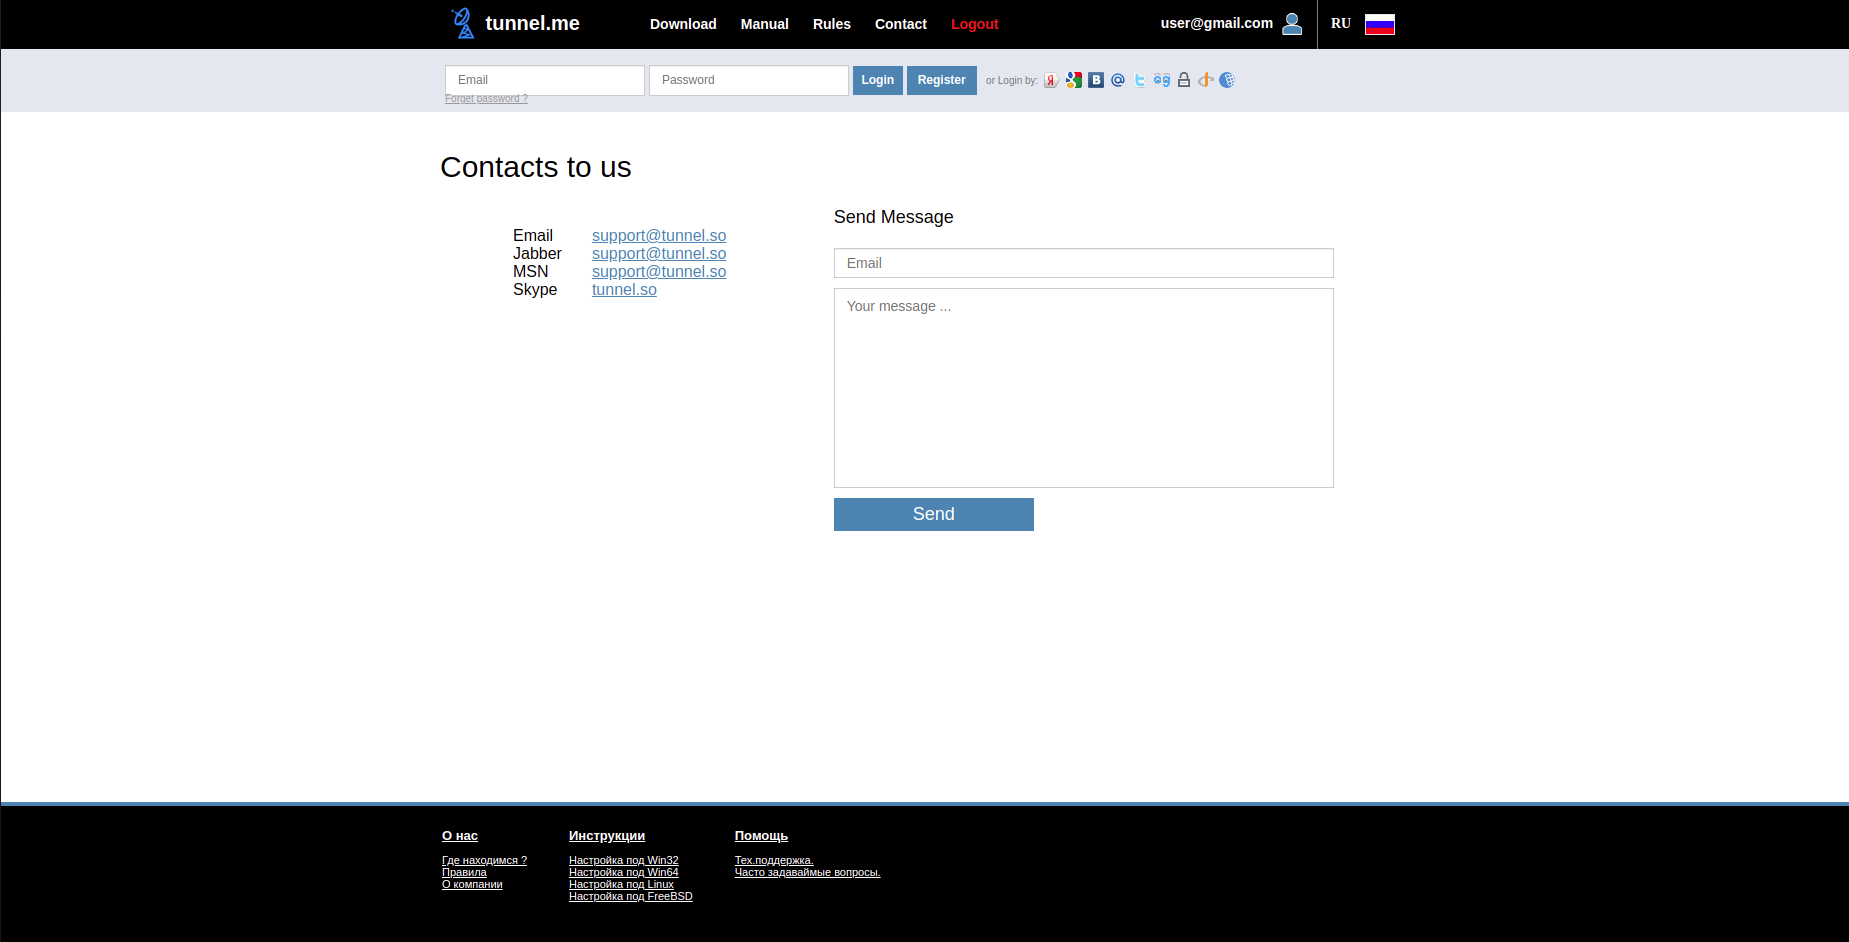 tunnel.me Download Manual Rules Contact Logout user@gmail.com RU
Email Password Login Register or Login by:
Forget password ?
Contacts to us
Email support@tunnel.so
Jabber support@tunnel.so
MSN support@tunnel.so
Skype tunnel.so
Send Message
Email
Your message ...
Send
О нас
Где находимся ?
Правила
О компании
Инструкции
Настройка под Win32
Настройка под Win64
Настройка под Linux
Настройка под FreeBSD
Помощь
Тех.поддержка.
Часто задаваймые вопросы.